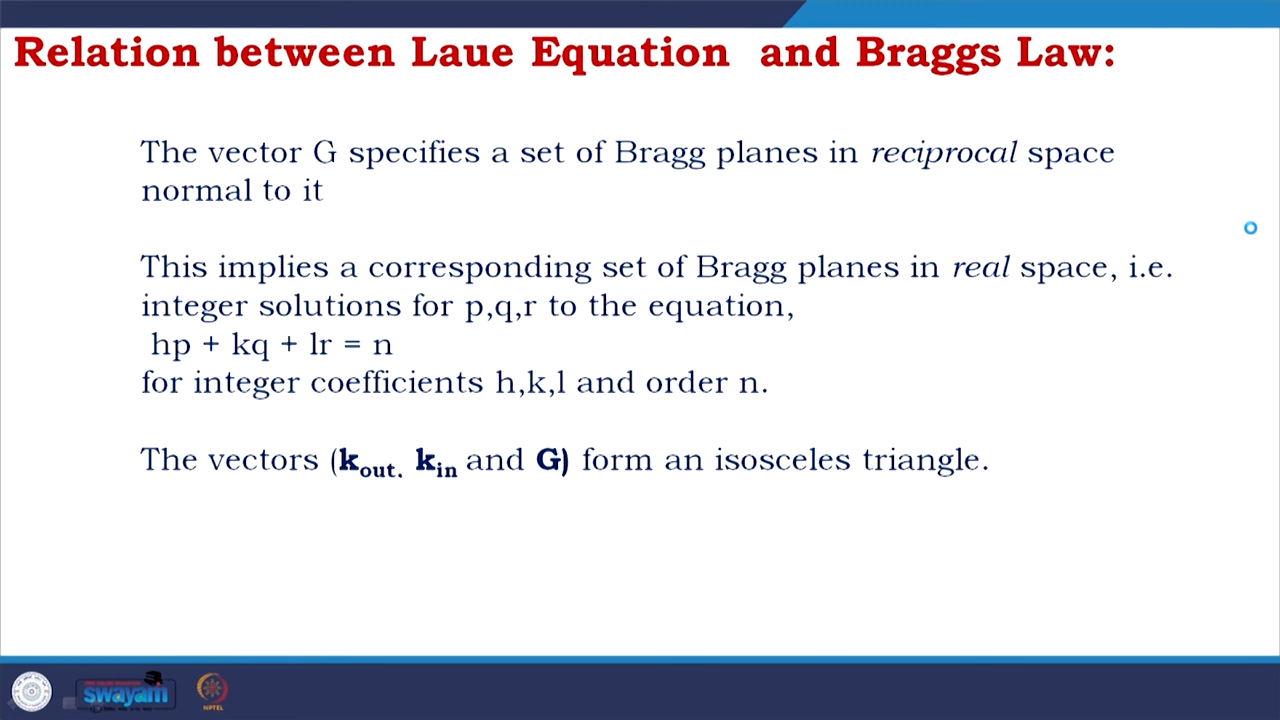 Relation between Laue Equation and Braggs Law:
The vector G specifies a set of Bragg planes in reciprocal space
normal to it
This implies a corresponding set of Bragg planes in real space, i.e.
integer solutions for p,q,r to the equation,
hp + kq + lr = n
for integer coefficients h,k,l and order n.
The vectors (kout, kin and G) form an isosceles triangle.
swayam
NPTEL